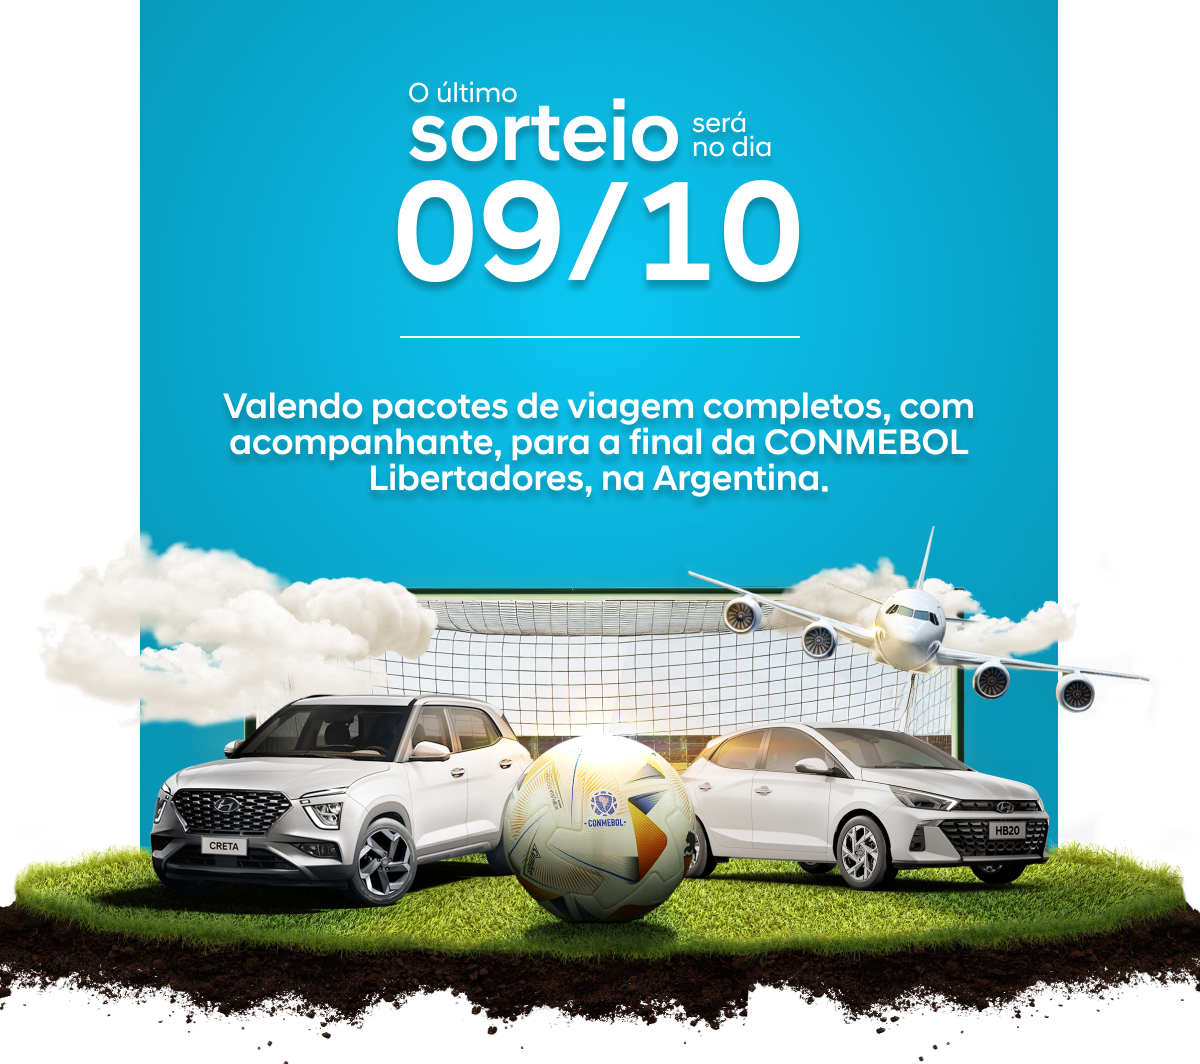 O último
sorteio será
no dia
09/10
Valendo pacotes de viagem completos, com
acompanhante, para a final da CONMEBOL
Libertadores, na Argentina.
CRETA
CONMEBOL
HB20